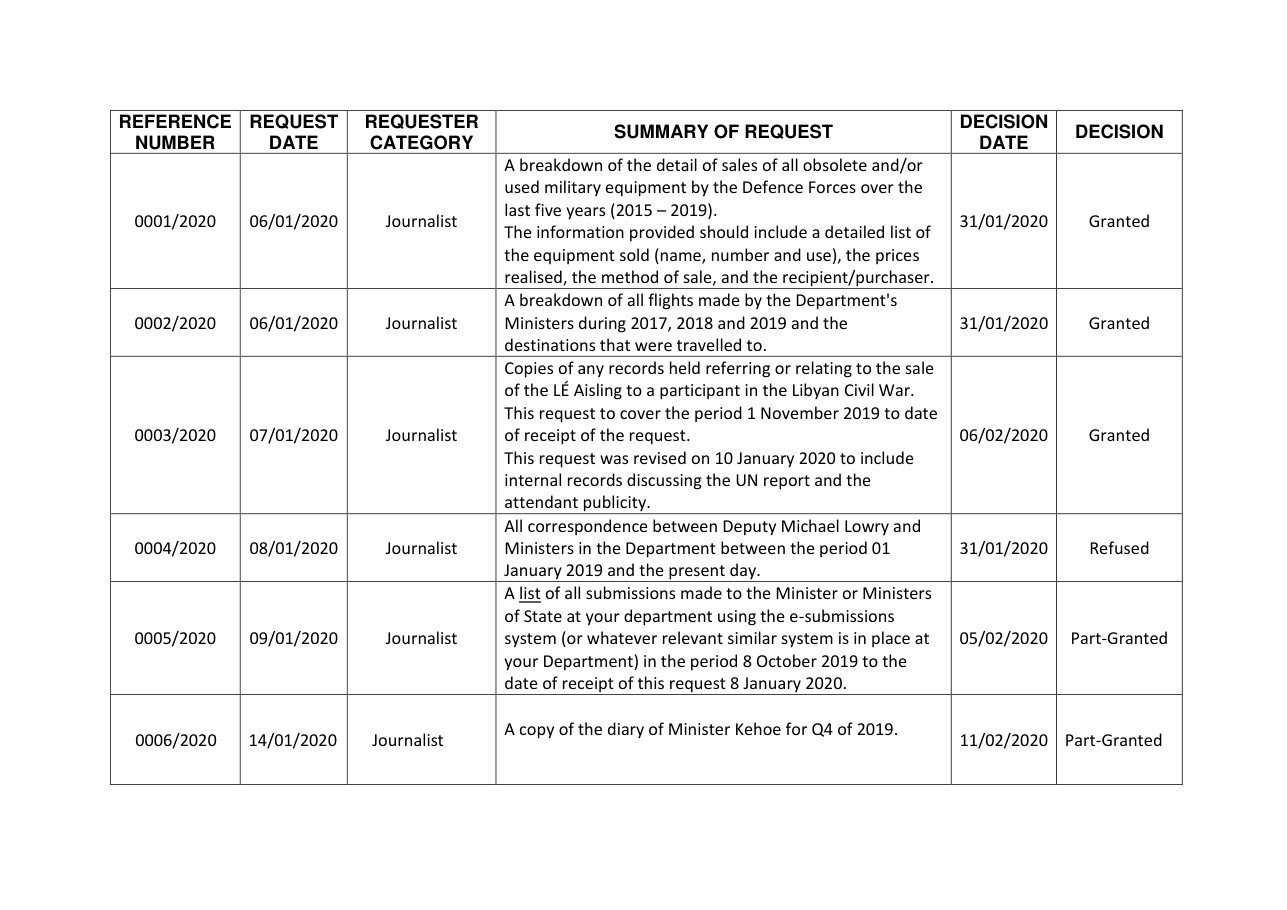 REFERENCE NUMBER
REQUEST DATE
REQUESTER CATEGORY
SUMMARY OF REQUEST
DECISION DATE
DECISION
0001/2020
06/01/2020
Journalist
A breakdown of the detail of sales of all obsolete and/or
used military equipment by the Defence Forces over the
last five years (2015 – 2019).
The information provided should include a detailed list of
the equipment sold (name, number and use), the prices
realised, the method of sale, and the recipient/purchaser.
31/01/2020
Granted
0002/2020
06/01/2020
Journalist
A breakdown of all flights made by the Department's
Ministers during 2017, 2018 and 2019 and the
destinations that were travelled to.
31/01/2020
Granted
0003/2020
07/01/2020
Journalist
Copies of any records held referring or relating to the sale
of the LÉ Aisling to a participant in the Libyan Civil War.
This request to cover the period 1 November 2019 to date
of receipt of the request.
This request was revised on 10 January 2020 to include
internal records discussing the UN report and the
attendant publicity.
06/02/2020
Granted
0004/2020
08/01/2020
Journalist
All correspondence between Deputy Michael Lowry and
Ministers in the Department between the period 01
January 2019 and the present day.
31/01/2020
Refused
0005/2020
09/01/2020
Journalist
A list of all submissions made to the Minister or Ministers
of State at your department using the e-submissions
system (or whatever relevant similar system is in place at
your Department) in the period 8 October 2019 to the
date of receipt of this request 8 January 2020.
05/02/2020
Part-Granted
0006/2020
14/01/2020
Journalist
A copy of the diary of Minister Kehoe for Q4 of 2019.
11/02/2020
Part-Granted